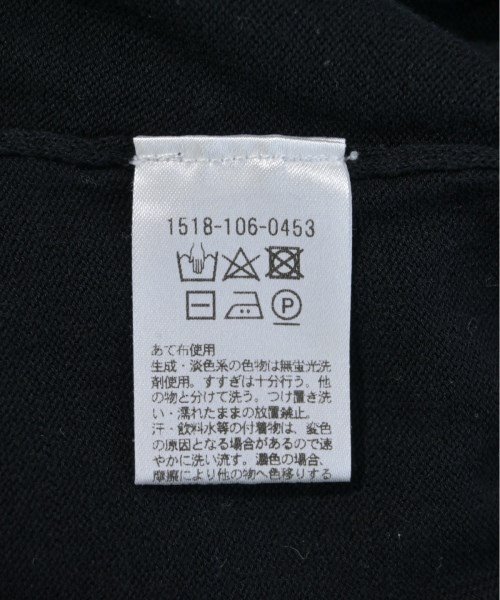 1518-106-0453
P
あて布使用
生成・淡色系の色物は無蛍光洗
剤使用。すすぎは十分行う。他
の物と分けて洗う。つけ置き洗
い・濡れたままの放置禁止。
汗・飲料水等の付着物は、変色
の原因となる場合があるので速
やかに洗い流す。濃色の場合、
摩擦により他の物へ色移りする